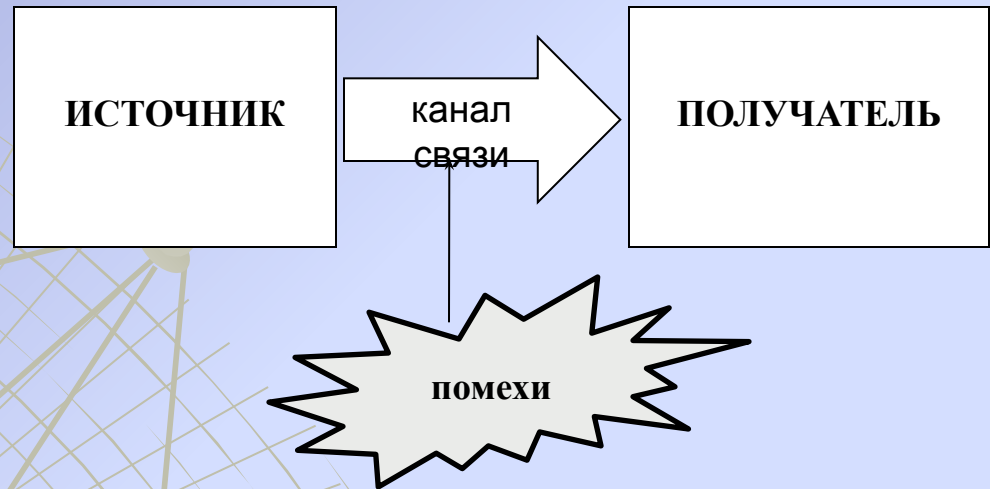 ИСТОЧНИК
канал
связи
ПОЛУЧАТЕЛЬ
помехи